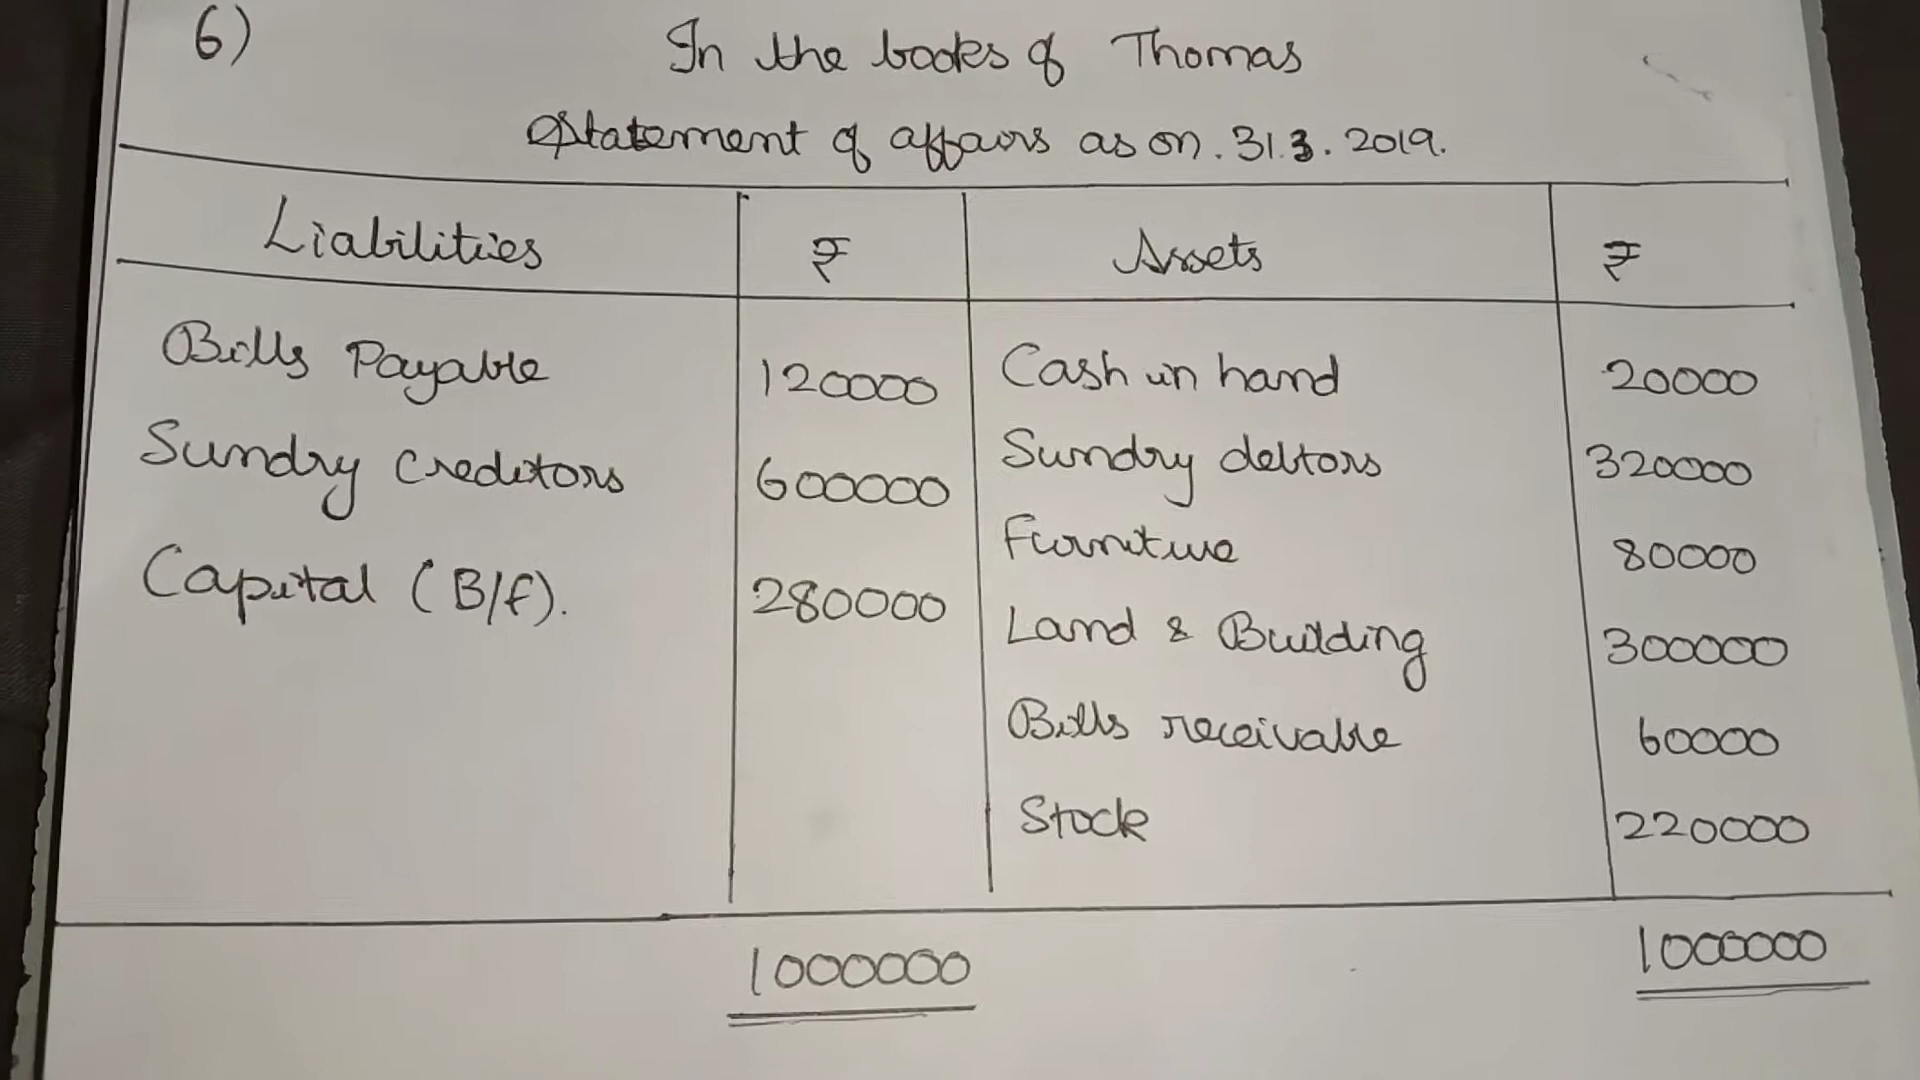 6) In the books of Thomas
Statement of affairs as on. 31.3.2019.
Liabilities ₹ Assets ₹
Bills Payable 120000 Cash in hand 20000
Sundry creditors 600000 Sundry debtors 320000
Capital (B/f). 280000 Furniture 80000
Land & Building 300000
Bills receivable 60000
Stock 220000
1000000 1000000